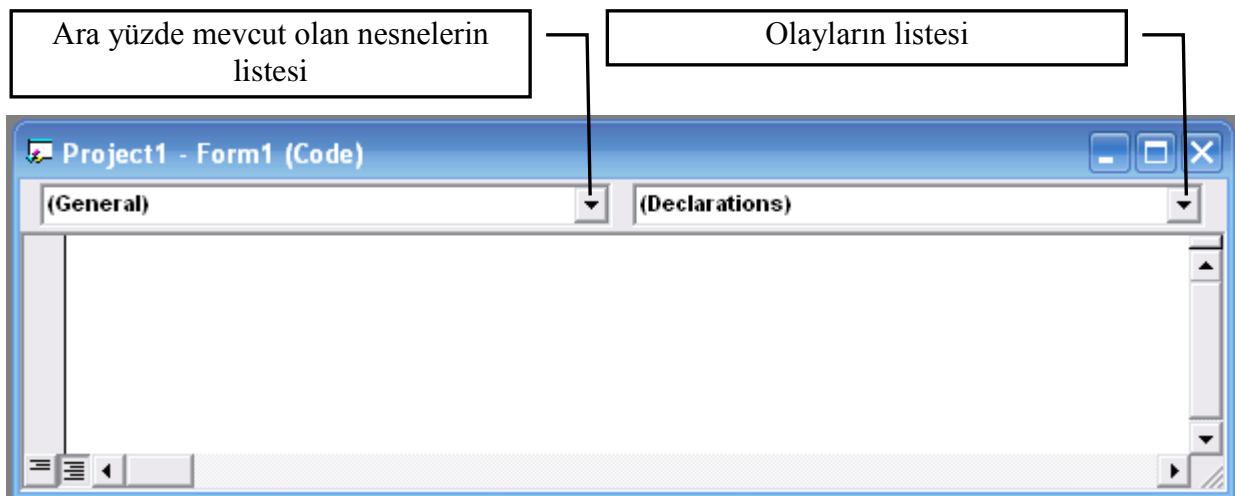 Ara yüzde mevcut olan nesnelerin
listesi
Olayların listesi
Project1 - Form1 (Code)
(General)
(Declarations)